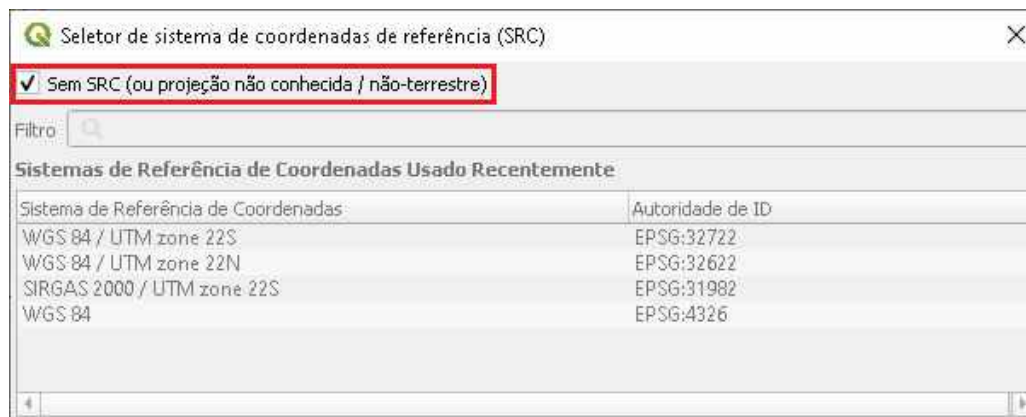 Seletor de sistema de coordenadas de referência (SRC)
Sem SRC (ou projeção não conhecida / não-terrestre)
Filtro
Sistemas de Referência de Coordenadas Usado Recentemente
Sistema de Referência de Coordenadas Autoridade de ID
WGS 84 / UTM zone 22S EPSG:32722
WGS 84 / UTM zone 22N EPSG:32622
SIRGAS 2000 / UTM zone 22S EPSG:31982
WGS 84 EPSG:4326